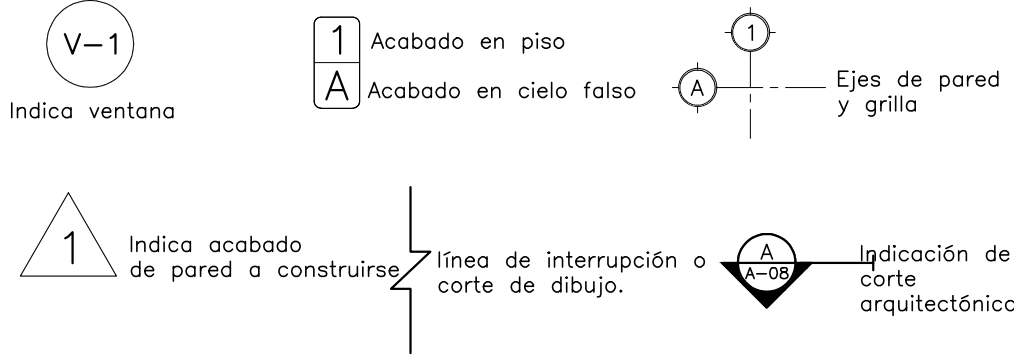 V-1
Indica ventana
1
Acabado en piso
A
Acabado en cielo falso
1
A
Ejes de pared
y grilla
1
Indica acabado
de pared a construirse
línea de interrupción o
corte de dibujo.
A
A-08
Indicación de
corte
arquitectónico